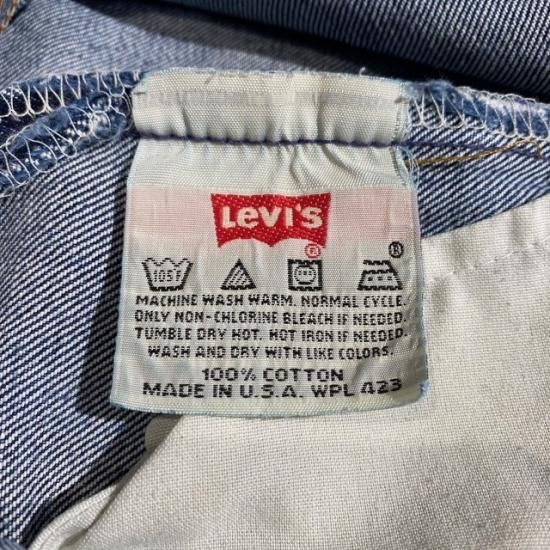 Levi's
®
®
105F
MACHINE WASH WARM. NORMAL CYCLE.
ONLY NON-CHLORINE BLEACH IF NEEDED.
TUMBLE DRY HOT. HOT IRON IF NEEDED.
WASH AND DRY WITH LIKE COLORS.
100% COTTON
MADE IN U.S.A. WPL 423